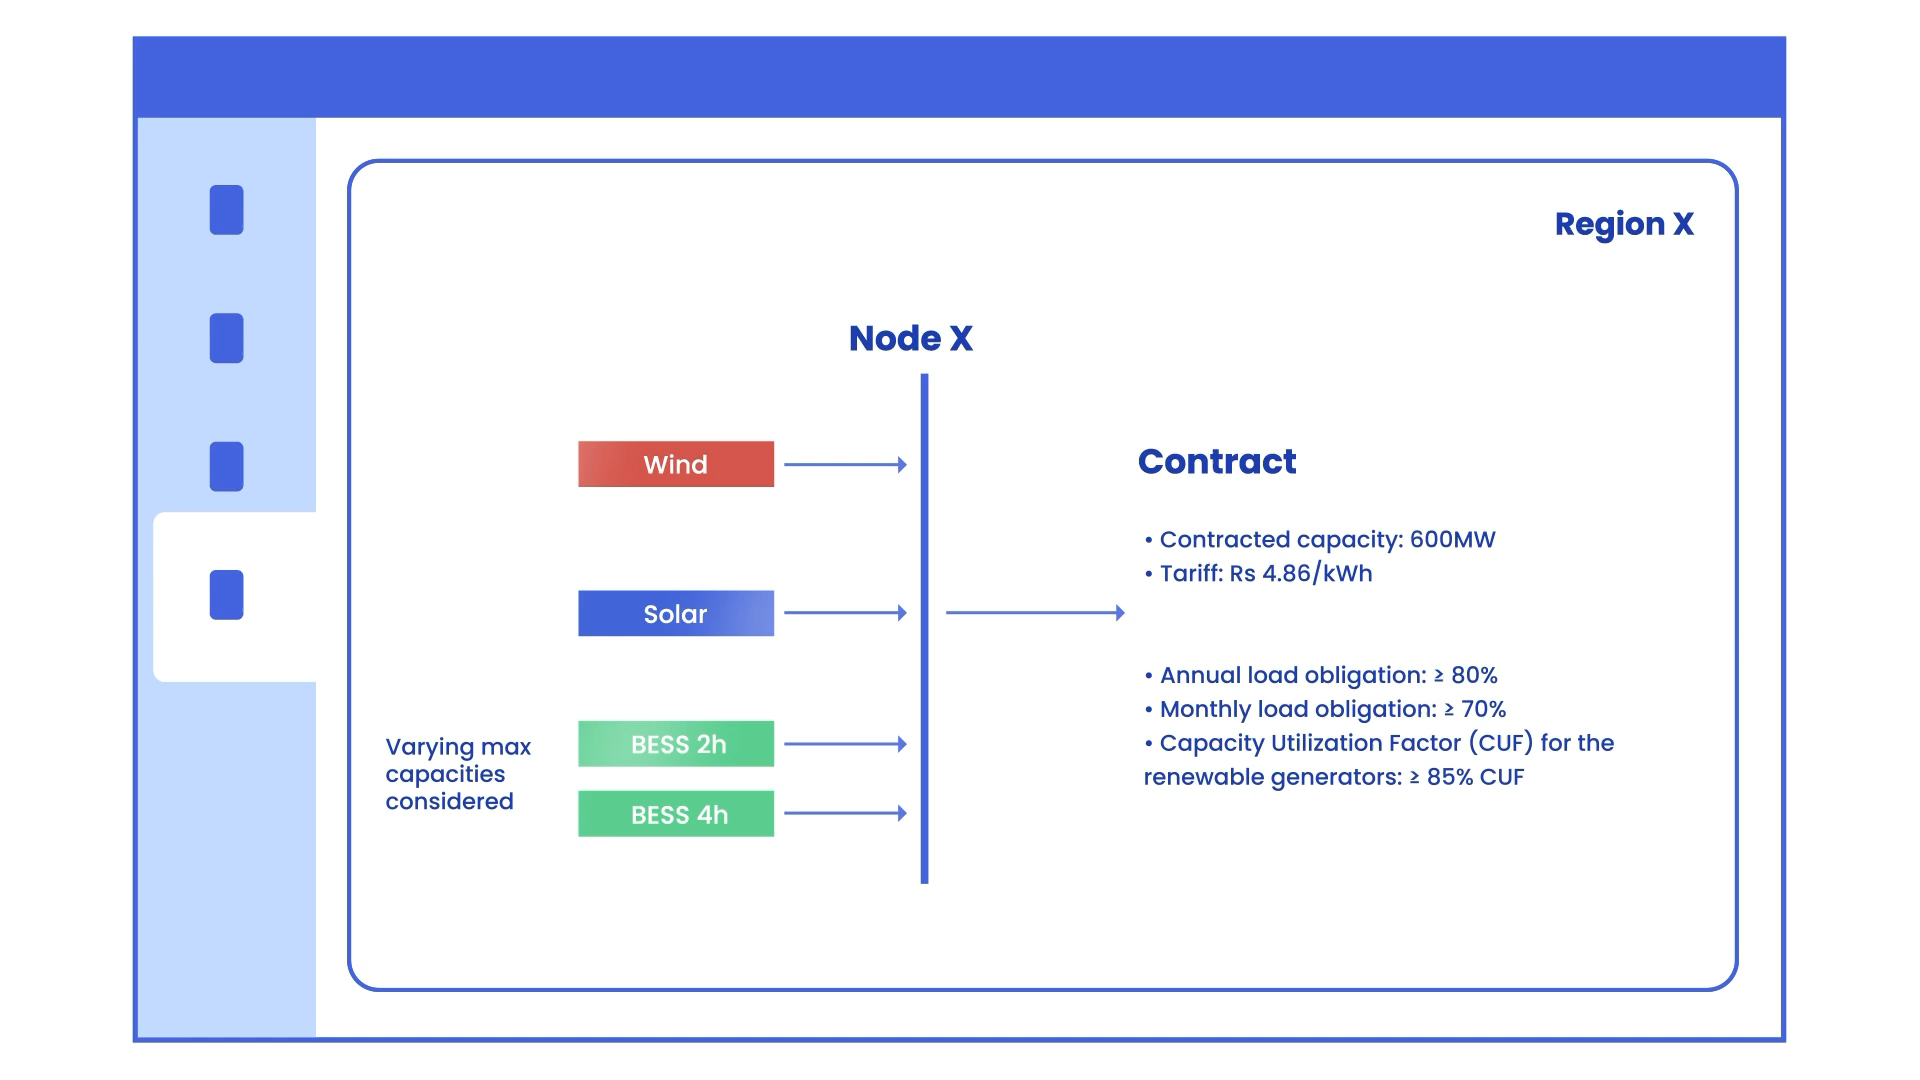 Region X
Node X
Wind
Solar
Varying max
capacities
considered
BESS 2h
BESS 4h
Contract
• Contracted capacity: 600MW
• Tariff: Rs 4.86/kWh
• Annual load obligation: ≥ 80%
• Monthly load obligation: ≥ 70%
• Capacity Utilization Factor (CUF) for the
renewable generators: ≥ 85% CUF